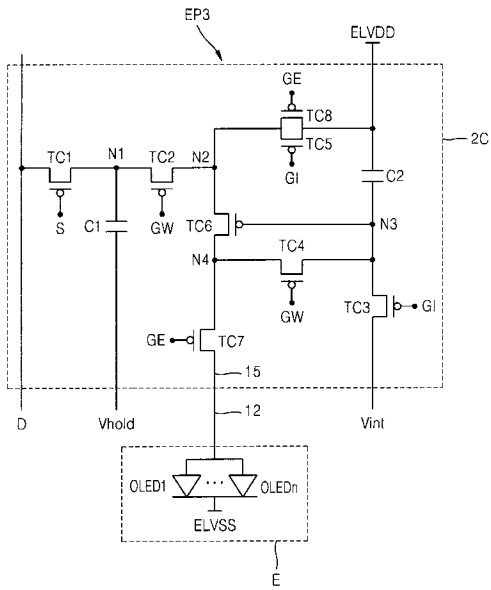 EP3
ELVDD
GE
TC8
TC5
GI
2C
TC1
N1
TC2
N2
C2
S
C1
GW
TC6
N3
TC4
N4
GW
TC3
GI
GE
TC7
15
12
D
Vhold
Vint
OLED1
...
OLEDn
ELVSS
E